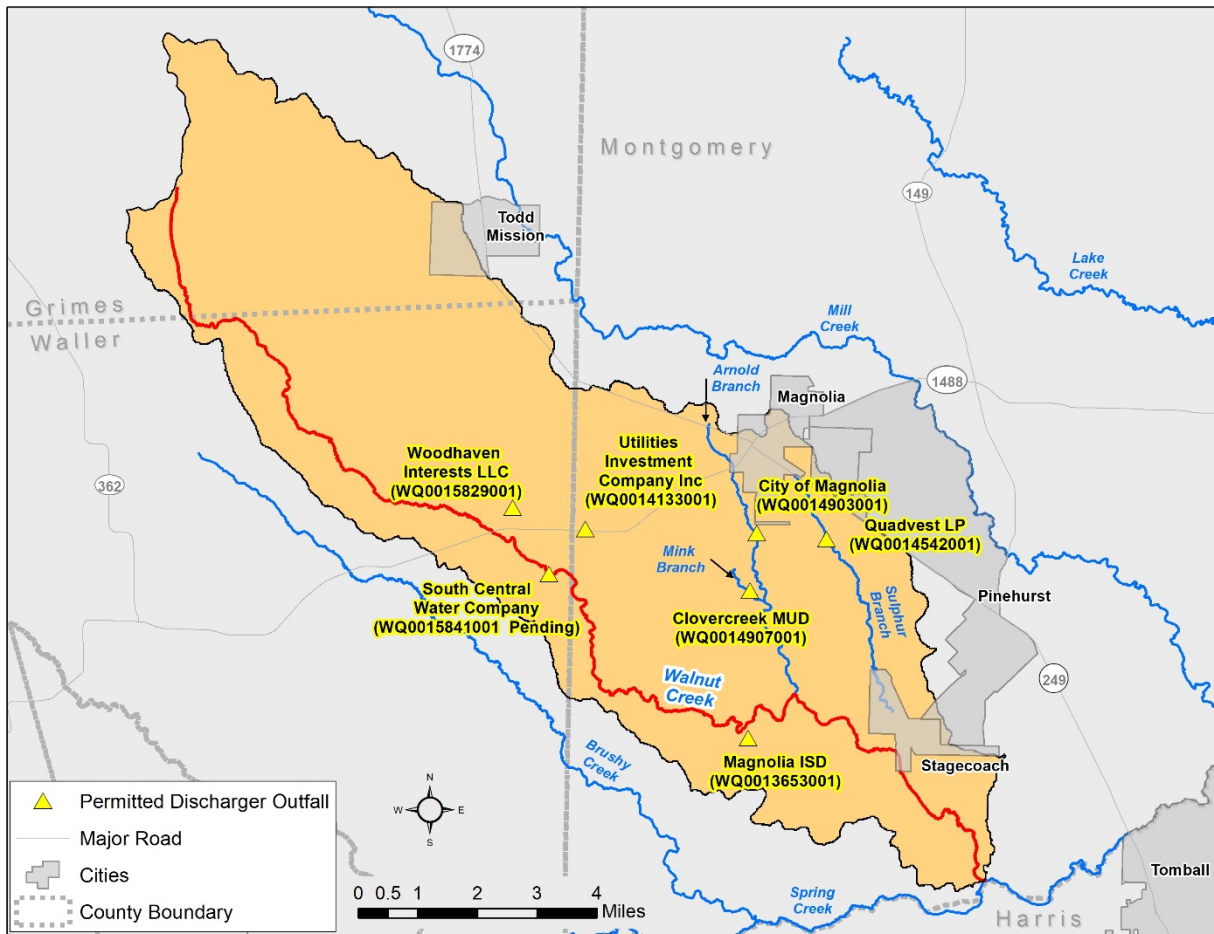 1774
Montgomery
149
Todd
Mission
Lake
Creek
Grimes
Waller
Mill
Creek
Arnold
Branch
1488
Magnolia
Woodhaven
Interests LLC
(WQ0015829001)
Utilities
Investment
Company Inc
(WQ0014133001)
City of Magnolia
(WQ0014903001)
362
Quadvest LP
(WQ0014542001)
Mink
Branch
South Central
Water Company
(WQ0015841001 Pending)
Clovercreek MUD
(WQ0014907001)
Sulphur
Branch
Pinehurst
Walnut
Creek
249
Brushy
Creek
Magnolia ISD
(WQ0013653001)
Stagecoach
Permitted Discharger Outfall
Major Road
Cities
County Boundary
N
W
E
S
0 0.5 1 2 3 4
Miles
Spring
Creek
Tomball
Harris